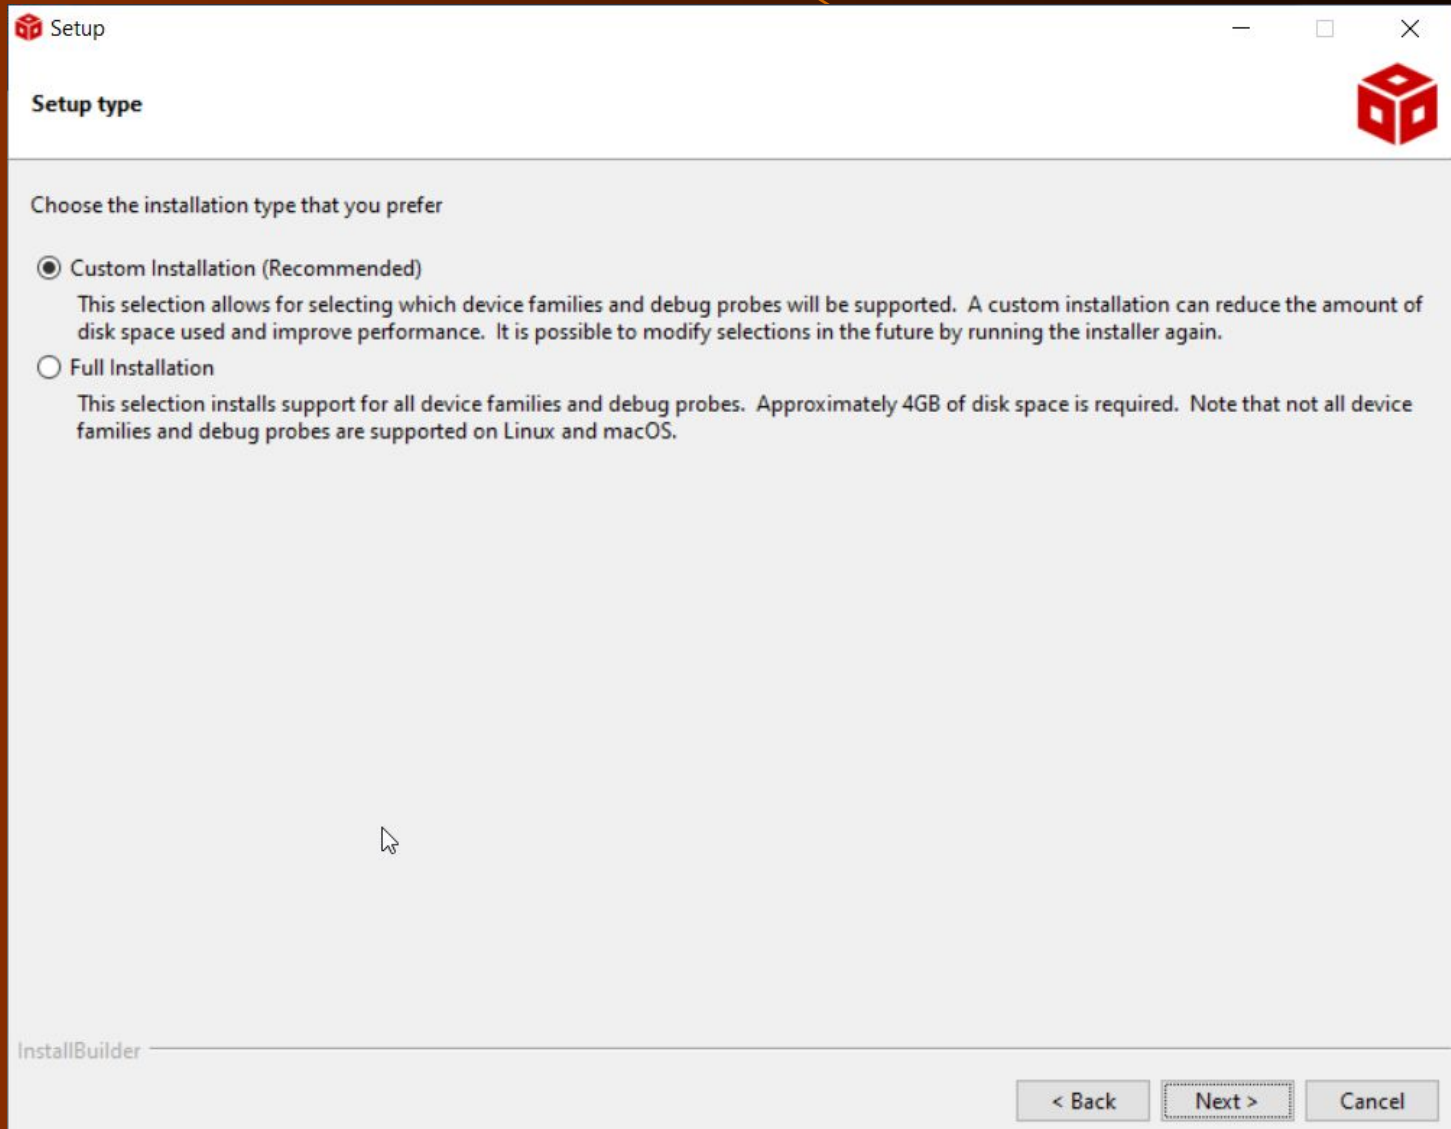 Setup
Setup type
Choose the installation type that you prefer
Custom Installation (Recommended)
This selection allows for selecting which device families and debug probes will be supported.  A custom installation can reduce the amount of
disk space used and improve performance.  It is possible to modify selections in the future by running the installer again.
Full Installation
This selection installs support for all device families and debug probes.  Approximately 4GB of disk space is required.  Note that not all device
families and debug probes are supported on Linux and macOS.
InstallBuilder
< Back Next > Cancel